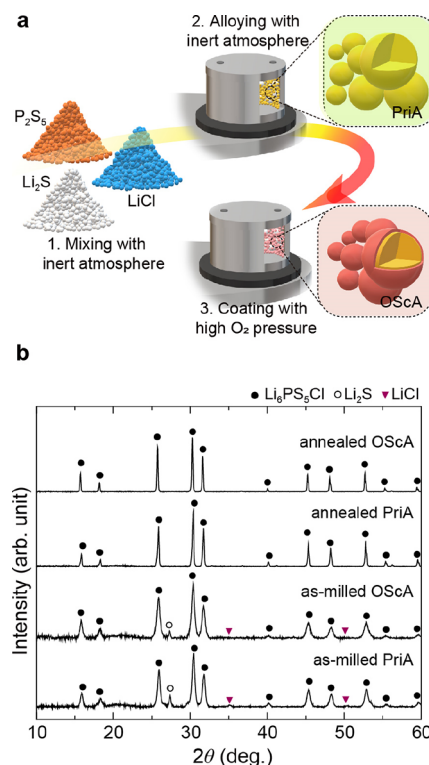 a
2. Alloying with
inert atmosphere
P₂S₅
PriA
Li₂S
LiCl
1. Mixing with
inert atmosphere
OScA
3. Coating with
high O₂ pressure
b
● Li₆PS₅Cl ○ Li₂S ▼ LiCl
annealed OScA
annealed PriA
as-milled OScA
as-milled PriA
Intensity (arb. unit)
10 20 30 40 50 60
2θ (deg.)